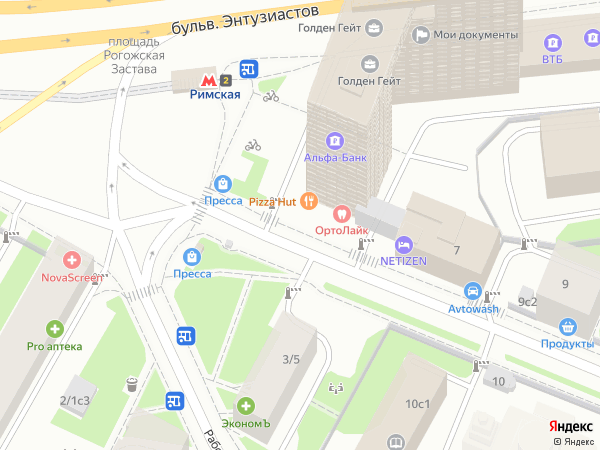 бульв. Энтузиастов
Голден Гейт
Мои документы
площадь
Рогожская
Застава
ВТБ
Голден Гейт
2
Римская
Альфа-Банк
Пресса
Pizza Hut
ОртоЛайк
7
NETIZEN
Пресса
NovaScreen
9
Avtowash
9с2
Продукты
Pro аптека
3/5
10
2/1с3
10с1
ЭкономЪ
Раб
Яндекс
© Яндекс